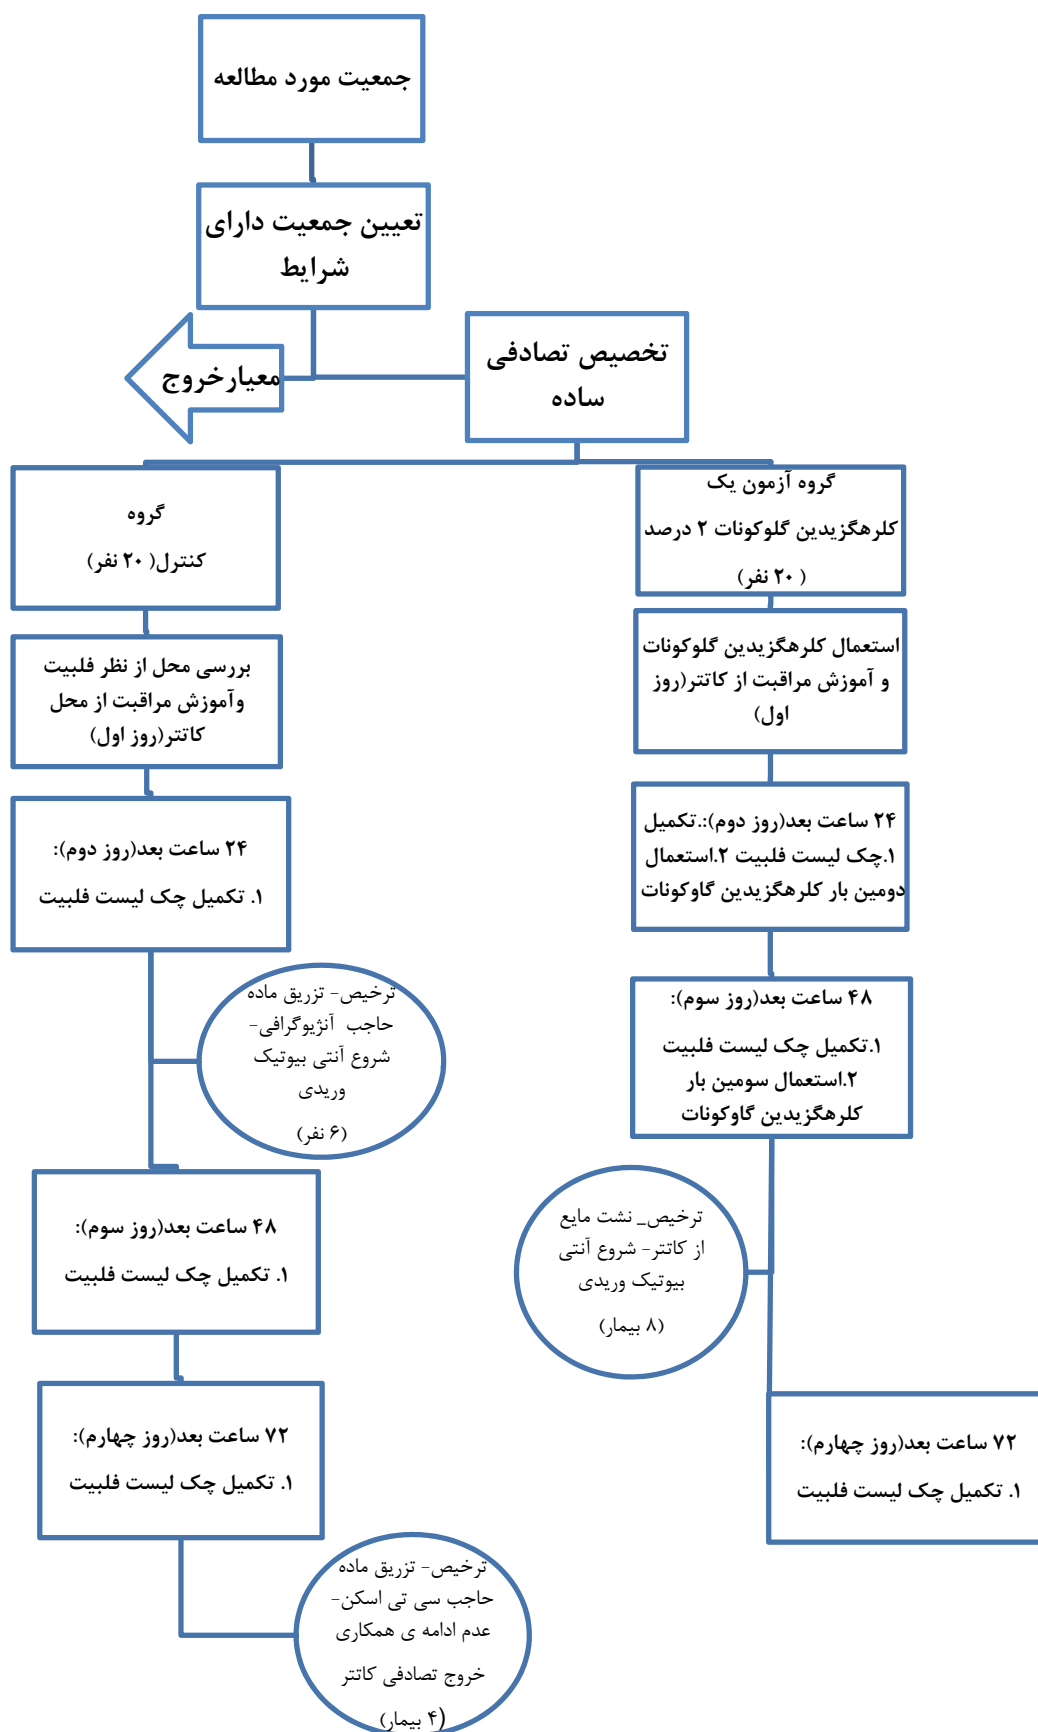 جمعیت مورد مطالعه
تعیین جمعیت دارای
شرایط
تخصیص تصادفی
ساده
معیارخروج
گروه آزمون یک
کلرهگزیدین گلوکونات ۲ درصد
(۲۰ نفر)
استعمال کلرهگزیدین گلوکونات
و آموزش مراقبت از کاتتر(روز
اول)
۲۴ ساعت بعد(روز دوم):.تکمیل
۱.چک لیست فلبیت ۲.استعمال
دومین بار کلرهگزیدین گاوکونات
۴۸ ساعت بعد(روز سوم):
۱.تکمیل چک لیست فلبیت
۲.استعمال سومین بار
کلرهگزیدین گاوکونات
ترخیص_ نشت مایع
از کاتتر- شروع آنتی
بیوتیک وریدی
(۸ بیمار)
۷۲ ساعت بعد(روز چهارم):
۱. تکمیل چک لیست فلبیت
گروه
کنترل( ۲۰ نفر)
بررسی محل از نظر فلبیت
وآموزش مراقبت از محل
کاتتر(روز اول)
۲۴ ساعت بعد(روز دوم):
۱. تکمیل چک لیست فلبیت
ترخیص- تزریق ماده
حاجب آنژیوگرافی-
شروع آنتی بیوتیک
وریدی
(۶ نفر)
۴۸ ساعت بعد(روز سوم):
۱. تکمیل چک لیست فلبیت
۷۲ ساعت بعد(روز چهارم):
۱. تکمیل چک لیست فلبیت
ترخیص- تزریق ماده
حاجب سی تی اسکن-
عدم ادامه ی همکاری
خروج تصادفی کاتتر
(۴ بیمار)